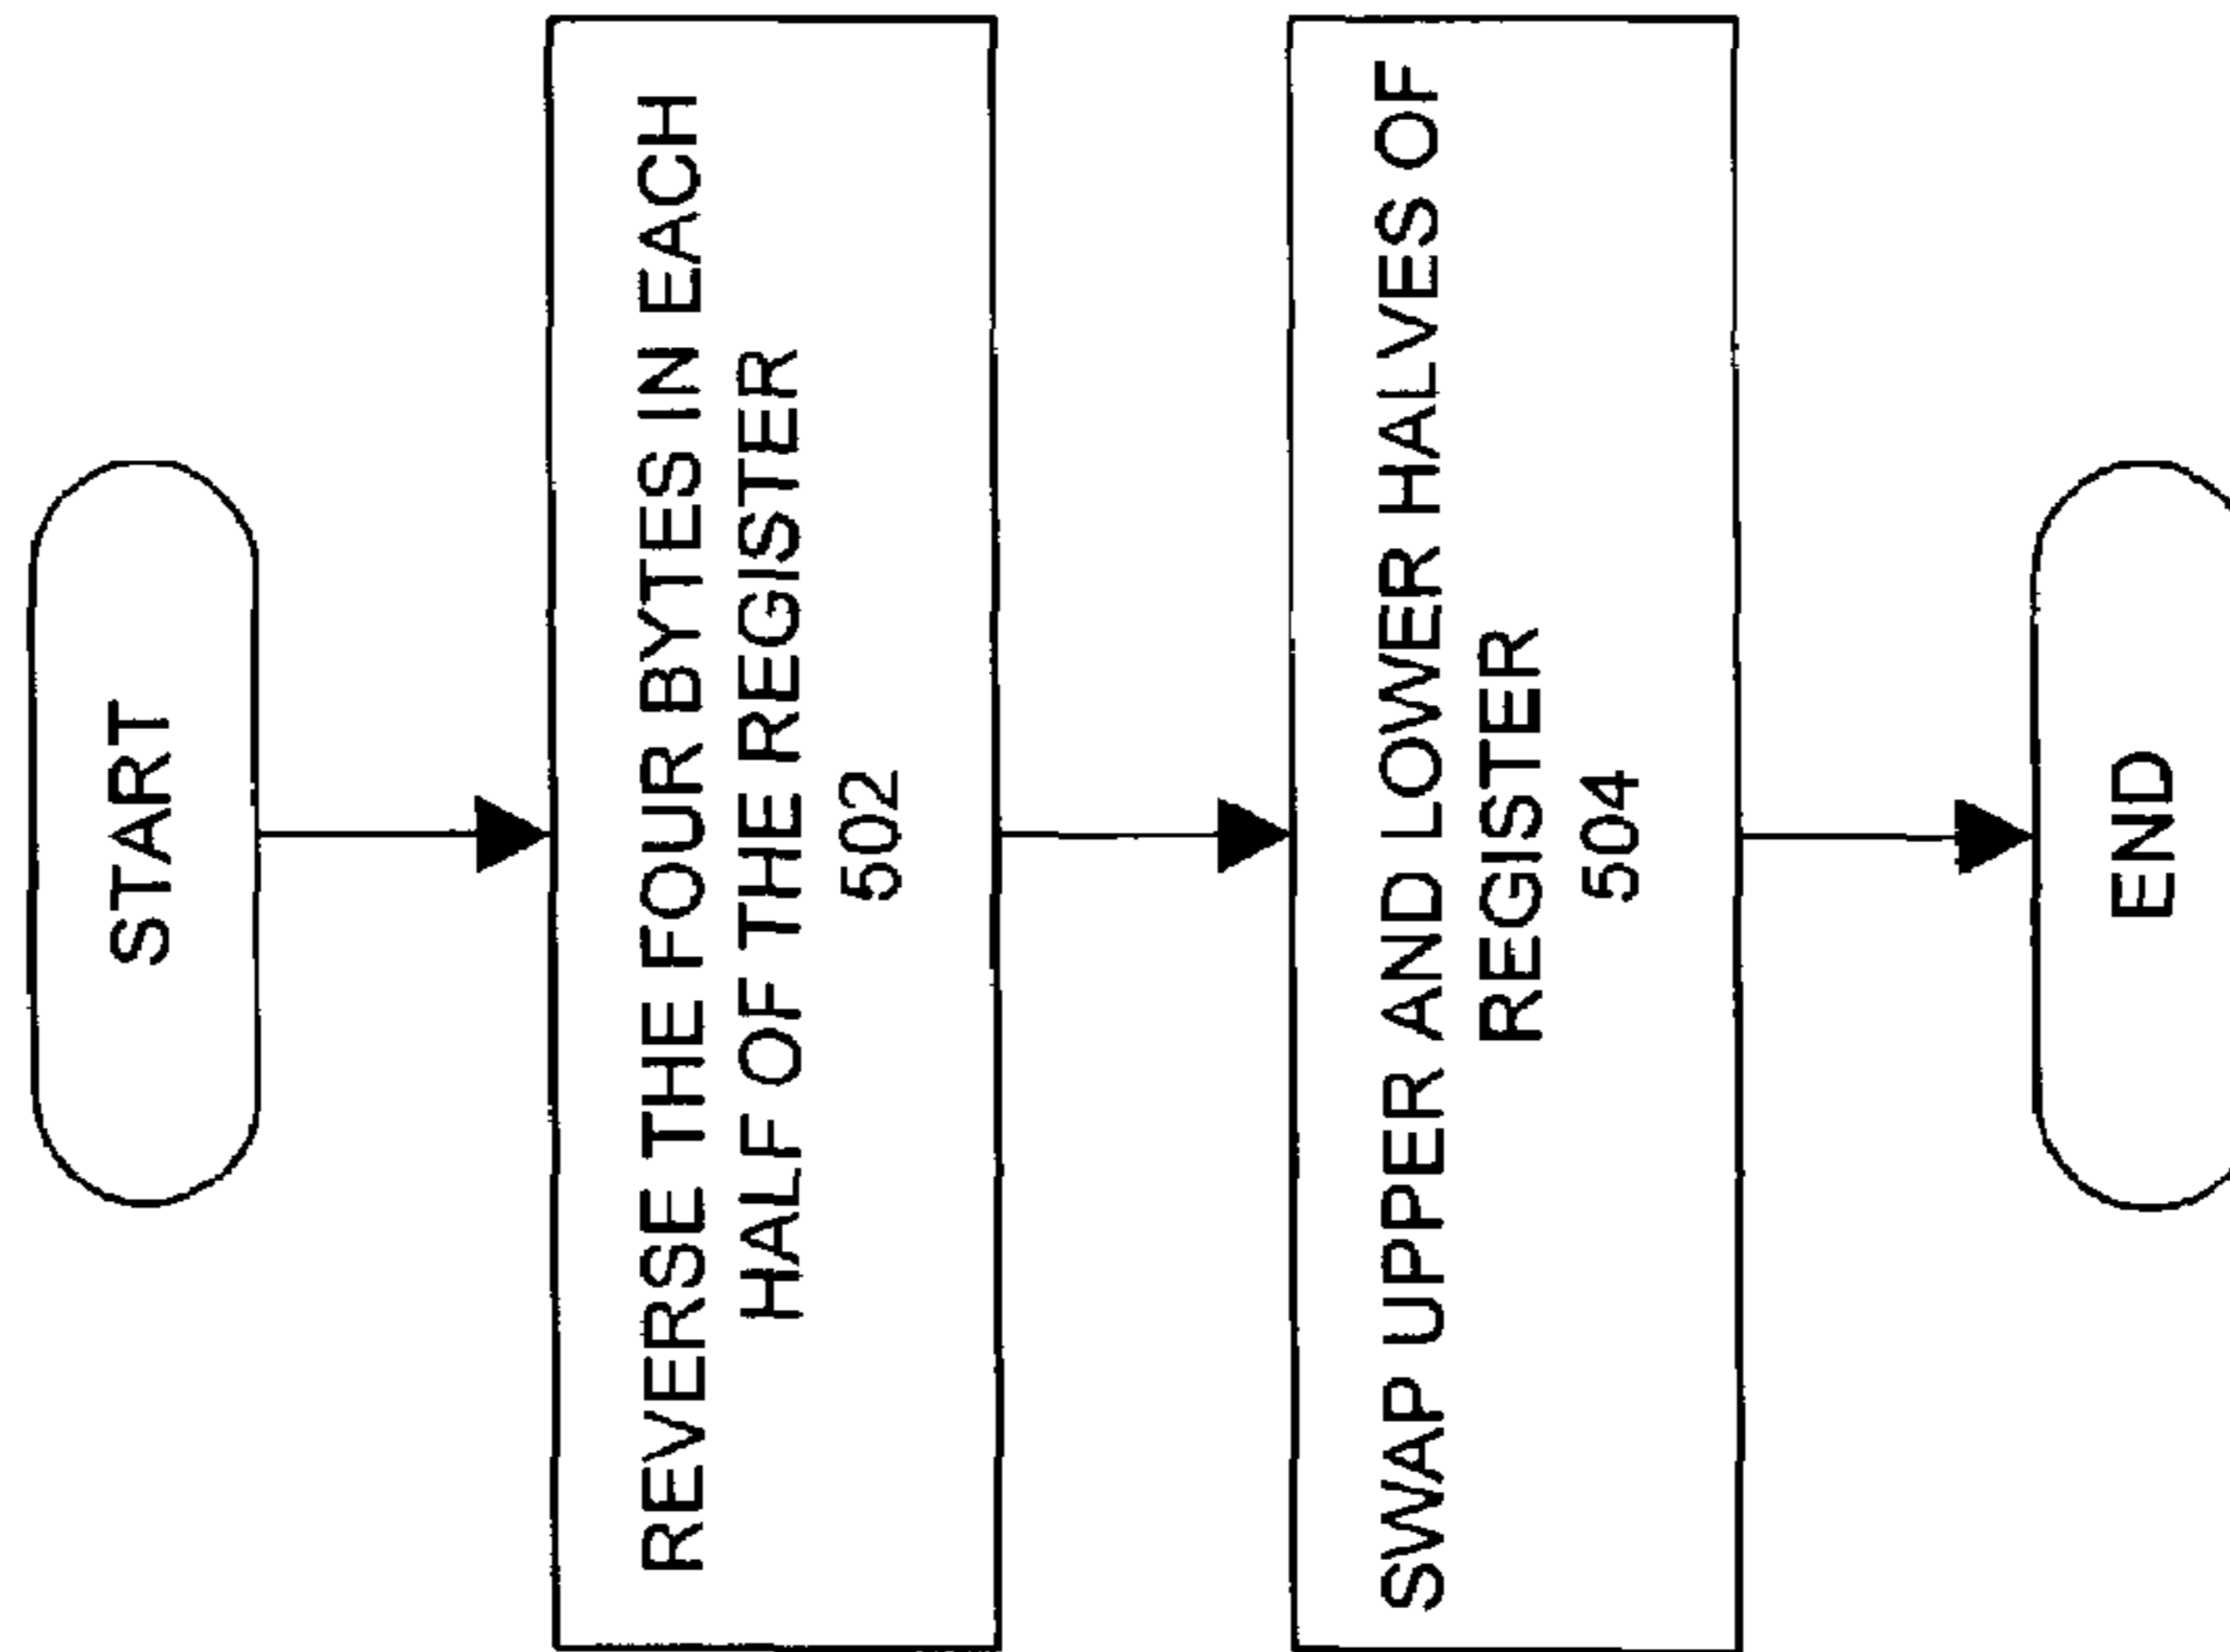 START
REVERSE THE FOUR BYTES IN EACH
HALF OF THE REGISTER
502
SWAP UPPER AND LOWER HALVES OF
REGISTER
504
END